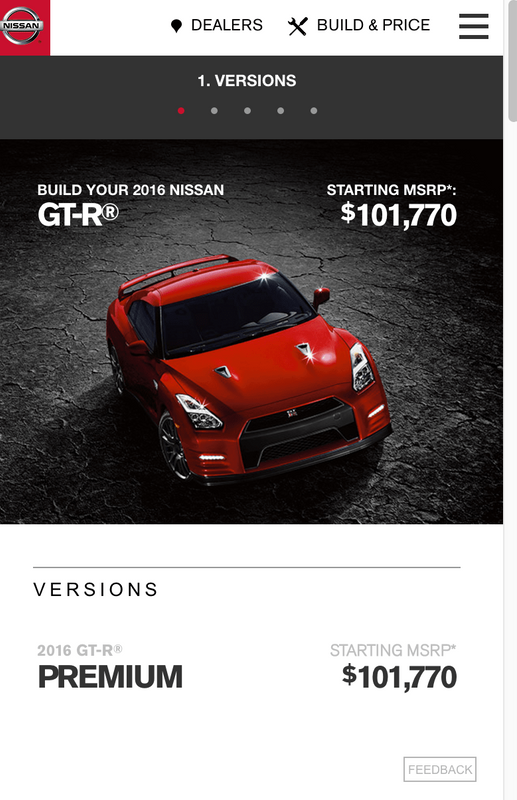 NISSAN
DEALERS
BUILD & PRICE
1. VERSIONS
BUILD YOUR 2016 NISSAN
GT-R®
STARTING MSRP*:
$101,770
VERSIONS
2016 GT-R®
PREMIUM
STARTING MSRP*
$101,770
FEEDBACK